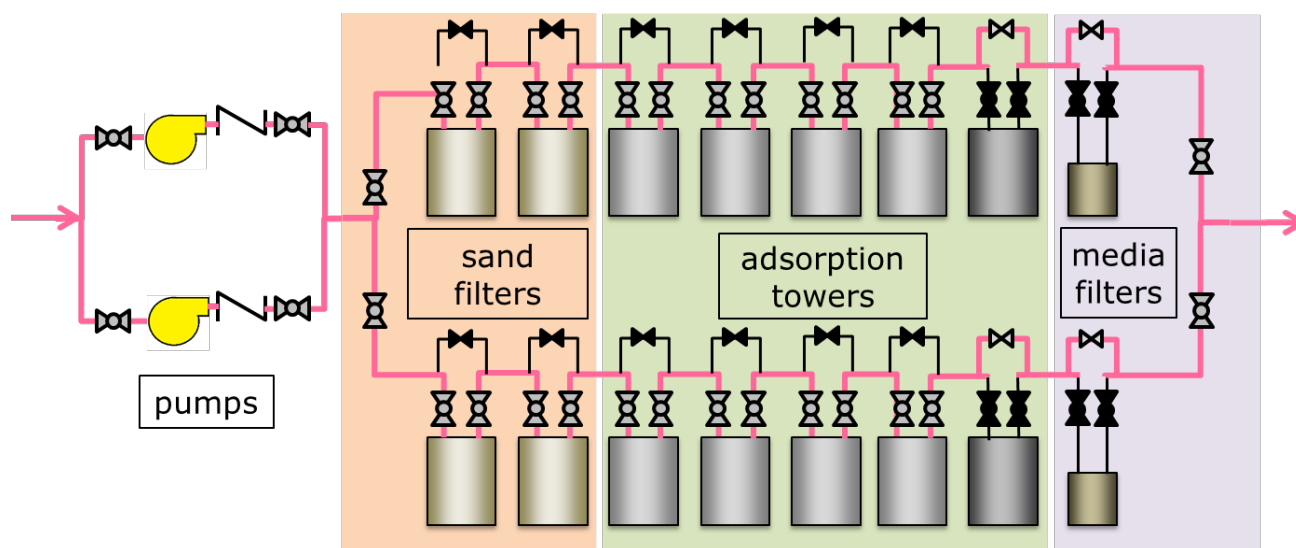 sand
filters
adsorption
towers
media
filters
pumps